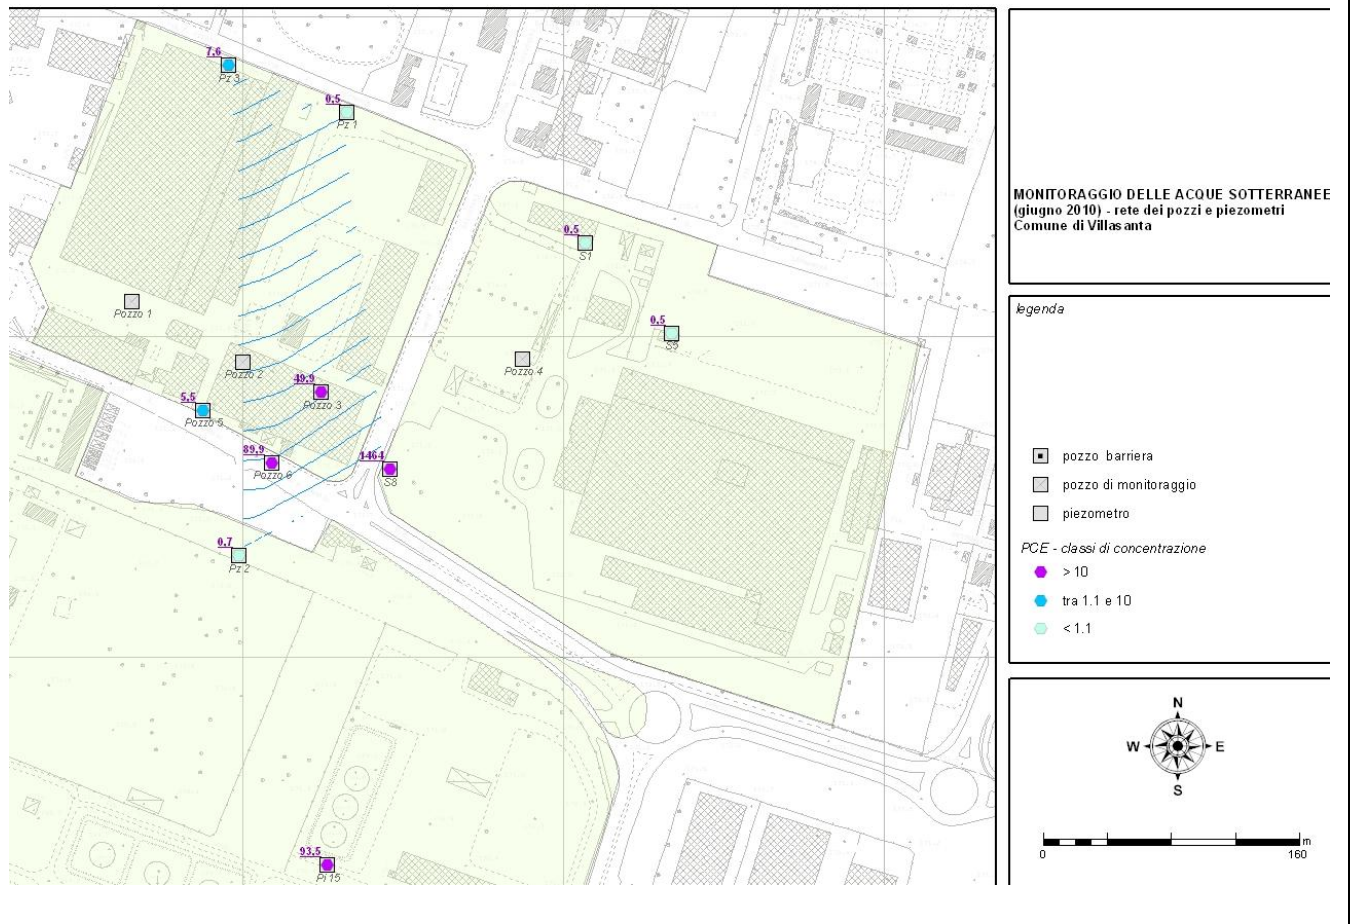 7,6
Pz 3
0,5
Pz 1
0,5
S1
0,5
S5
Pozzo 1
Pozzo 2
Pozzo 4
49,9
Pozzo 3
5,5
Pozzo 5
89,9
Pozzo 6
1464
S8
0,7
Pz 2
93,5
Pi 15
MONITORAGGIO DELLE ACQUE SOTTERRANEE
(giugno 2010) - rete dei pozzi e piezometri
Comune di Villasanta
legenda
pozzo barriera
pozzo di monitoraggio
piezometro
PCE - classi di concentrazione
> 10
tra 1.1 e 10
< 1.1
N
W E
S
m
0 160